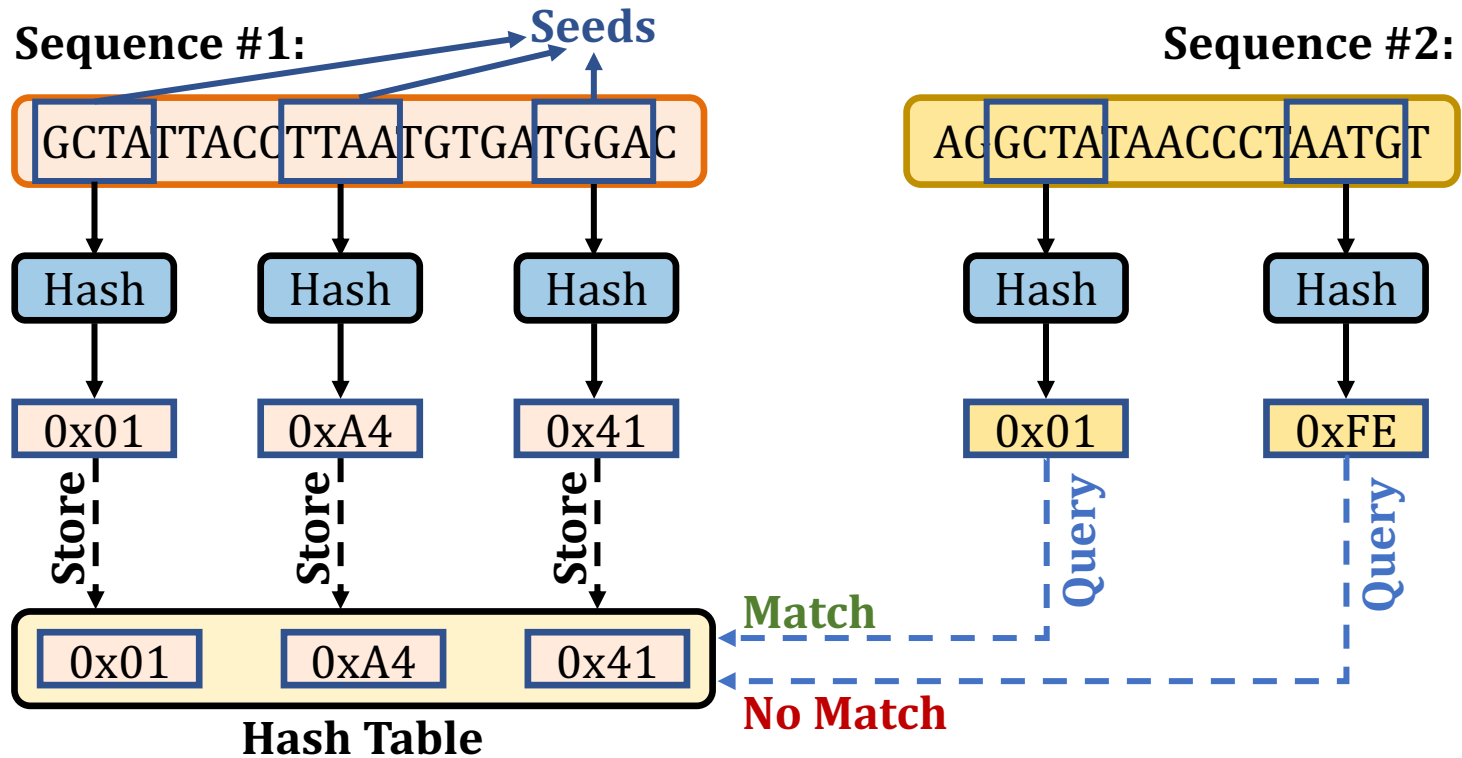 Seeds
Sequence #1:
Sequence #2:
GCTATTACCTTAATGTGATGGAC
AGGCTATAACCCTAATGT
Hash Hash Hash Hash Hash
0x01 0xA4 0x41 0x01 0xFE
Store Store Store Query Query
Match
0x01 0xA4 0x41
No Match
Hash Table